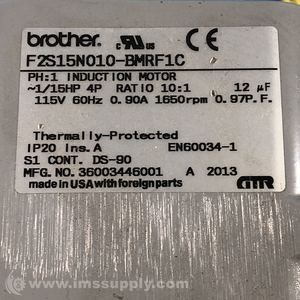 brother.
c UL us CE
F2S15N010-BMRF1C
PH:1 INDUCTION MOTOR
~1/15HP 4P RATIO 10:1 12 µF
115V 60Hz 0.90A 1650rpm 0.97P.F.
Thermally-Protected
IP20 Ins.A EN60034-1
S1 CONT. DS-90
MFG.NO.36003446001 A 2013
made in USA with foreign parts
© www.imssupply.com